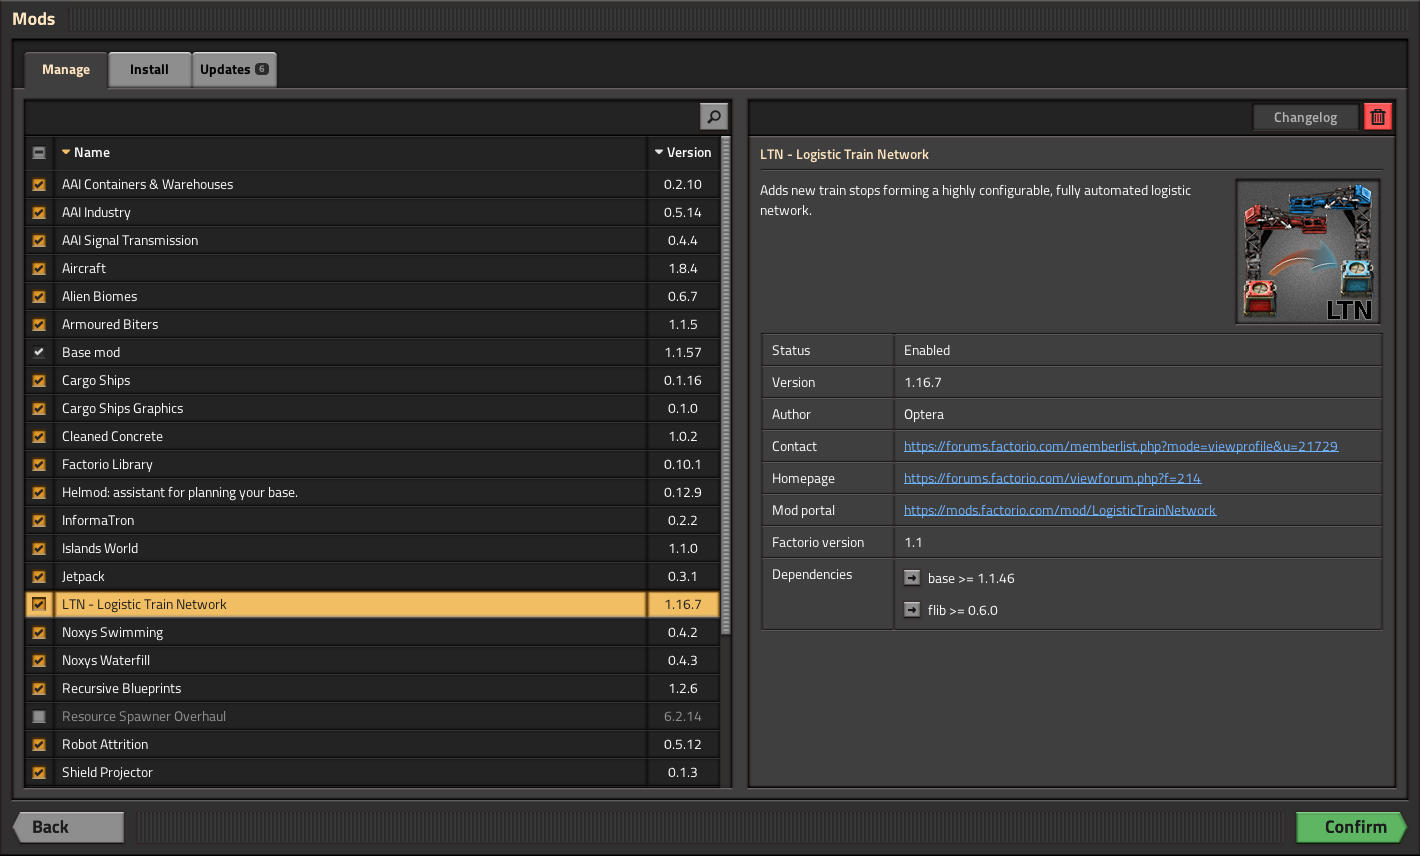 Mods
Manage Install Updates 6
Changelog
Name Version
AAI Containers & Warehouses 0.2.10
AAI Industry 0.5.14
AAI Signal Transmission 0.4.4
Aircraft 1.8.4
Alien Biomes 0.6.7
Armoured Biters 1.1.5
Base mod 1.1.57
Cargo Ships 0.1.16
Cargo Ships Graphics 0.1.0
Cleaned Concrete 1.0.2
Factorio Library 0.10.1
Helmod: assistant for planning your base. 0.12.9
InformaTron 0.2.2
Islands World 1.1.0
Jetpack 0.3.1
LTN - Logistic Train Network 1.16.7
Noxys Swimming 0.4.2
Noxys Waterfill 0.4.3
Recursive Blueprints 1.2.6
Resource Spawner Overhaul 6.2.14
Robot Attrition 0.5.12
Shield Projector 0.1.3
LTN - Logistic Train Network
Adds new train stops forming a highly configurable, fully automated logistic
network.
LTN
Status Enabled
Version 1.16.7
Author Optera
Contact https://forums.factorio.com/memberlist.php?mode=viewprofile&u=21729
Homepage https://forums.factorio.com/viewforum.php?f=214
Mod portal https://mods.factorio.com/mod/LogisticTrainNetwork
Factorio version 1.1
Dependencies base >= 1.1.46
flib >= 0.6.0
Back Confirm